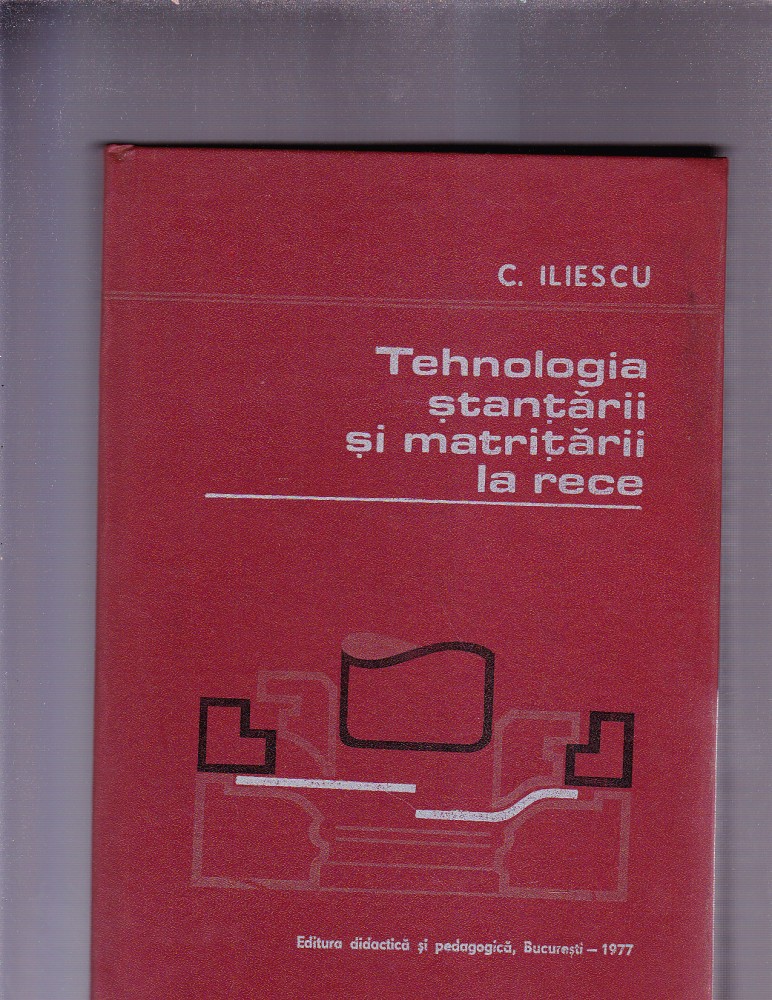 C. ILIESCU
Tehnologia
ștanțării
și matrițării
la rece
Editura didactică și pedagogică, București – 1977